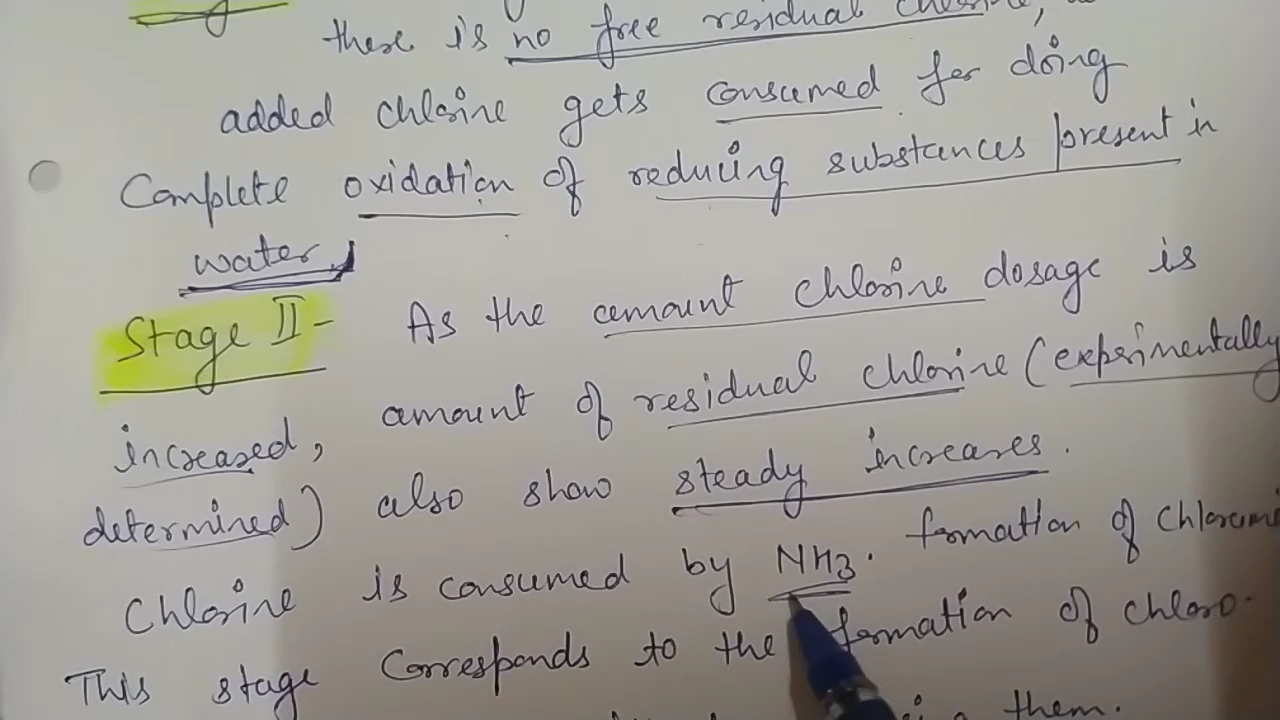 there is no free residual
added chlorine gets consumed for doing
Complete oxidation of reducing substances present in
water,
Stage II - As the amount chlorine dosage is
increased, amount of residual chlorine (experimentally
determined) also show steady increases.
Chlorine is consumed by NH3. formation of Chlorami
This stage Corresponds to the formation of chloro-
them.